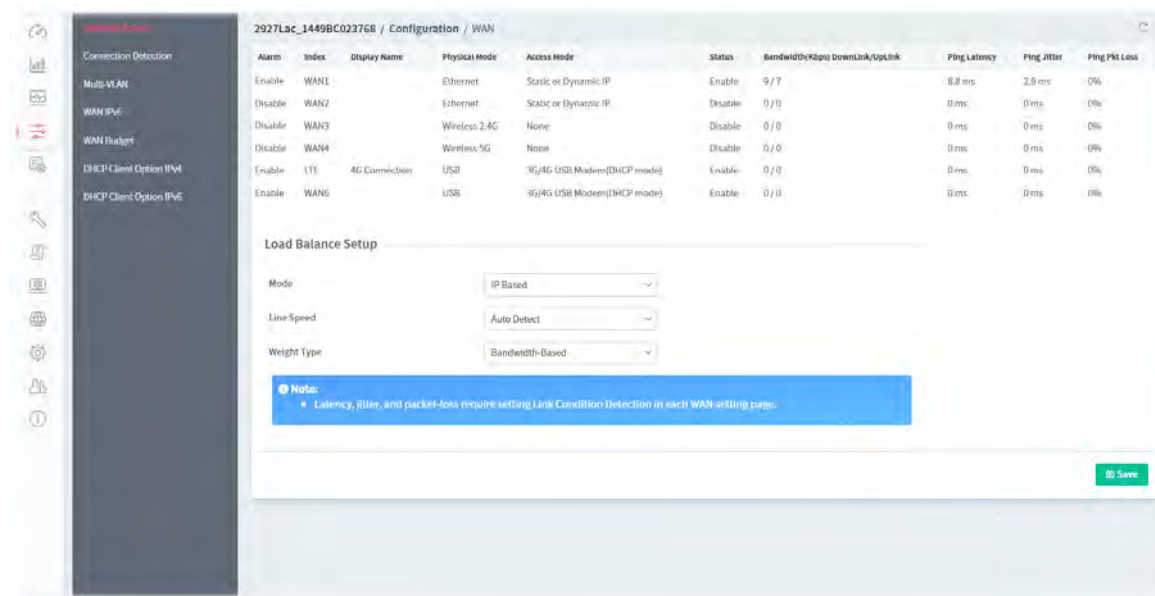 2927Lac_1449BC023768 / Configuration / WAN
Connection Detection
Multi-VLAN
WAN IPv6
WAN Budget
DHCP Client Option IPv4
DHCP Client Option IPv6
Alarm Index Display Name Physical Mode Access Mode Status Bandwidth(Kbps) DownLink/UpLink Ping Latency Ping Jitter Ping Pkt Loss
Enable WAN1 Ethernet Static or Dynamic IP Enable 9/7 8.8 ms 2.9 ms 0%
Disable WAN2 Ethernet Static or Dynamic IP Disable 0/0 0 ms 0 ms 0%
Disable WAN3 Wireless 2.4G None Disable 0/0 0 ms 0 ms 0%
Disable WAN4 Wireless 5G None Disable 0/0 0 ms 0 ms 0%
Enable LTE 4G Connection USB 3G/4G USB Modem(DHCP mode) Enable 0/0 0 ms 0 ms 0%
Enable WAN6 USB 3G/4G USB Modem(DHCP mode) Enable 0/0 0 ms 0 ms 0%
Load Balance Setup
Mode IP Based
Line Speed Auto Detect
Weight Type Bandwidth-Based
Note:
Latency, jitter, and packet-loss require setting Link Condition Detection in each WAN setting page.
Save